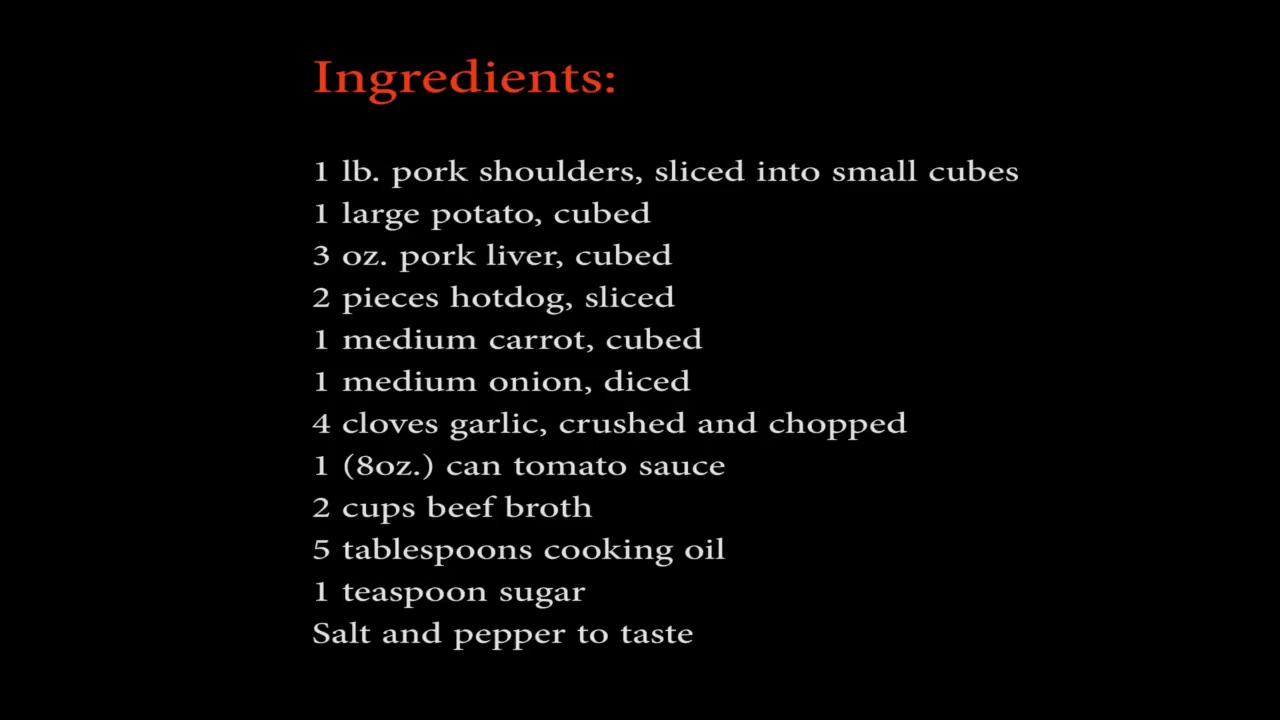 Ingredients:
1 lb. pork shoulders, sliced into small cubes
1 large potato, cubed
3 oz. pork liver, cubed
2 pieces hotdog, sliced
1 medium carrot, cubed
1 medium onion, diced
4 cloves garlic, crushed and chopped
1 (8oz.) can tomato sauce
2 cups beef broth
5 tablespoons cooking oil
1 teaspoon sugar
Salt and pepper to taste